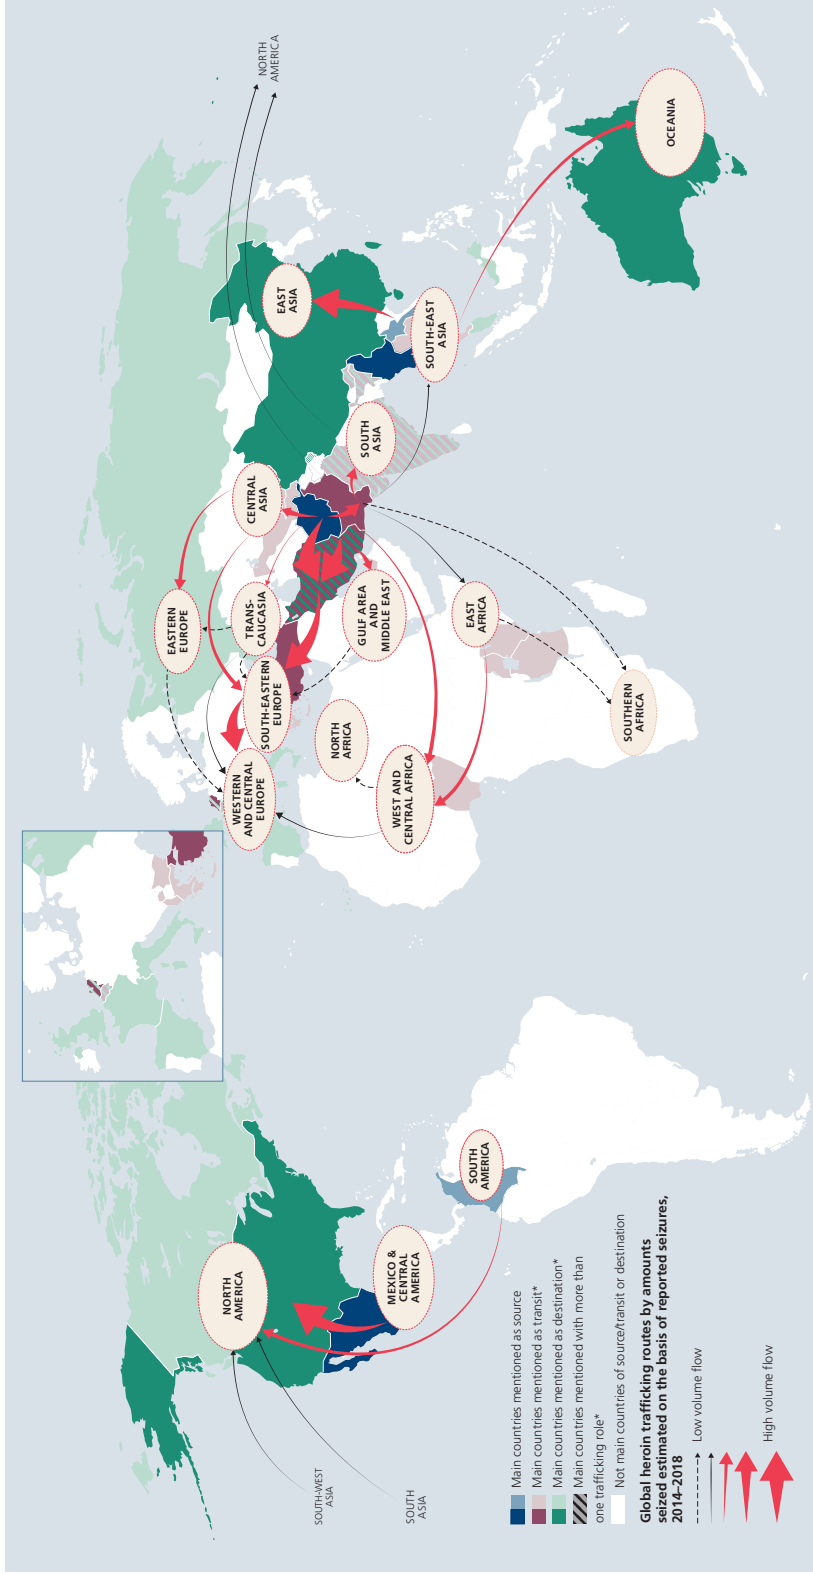 NORTH
AMERICA
SOUTH-WEST
ASIA
SOUTH
ASIA
NORTH
AMERICA
MEXICO &
CENTRAL
AMERICA
SOUTH
AMERICA
WESTERN
AND CENTRAL
EUROPE
SOUTH-EASTERN
EUROPE
EASTERN
EUROPE
TRANS-
CAUCASIA
CENTRAL
ASIA
GULF AREA
AND
MIDDLE EAST
NORTH
AFRICA
WEST AND
CENTRAL AFRICA
EAST
AFRICA
SOUTHERN
AFRICA
SOUTH
ASIA
EAST
ASIA
SOUTH-EAST
ASIA
OCEANIA
Main countries mentioned as source
Main countries mentioned as transit*
Main countries mentioned as destination*
Main countries mentioned with more than
one trafficking role*
Not main countries of source/transit or destination
Global heroin trafficking routes by amounts
seized estimated on the basis of reported seizures,
2014–2018
Low volume flow
High volume flow